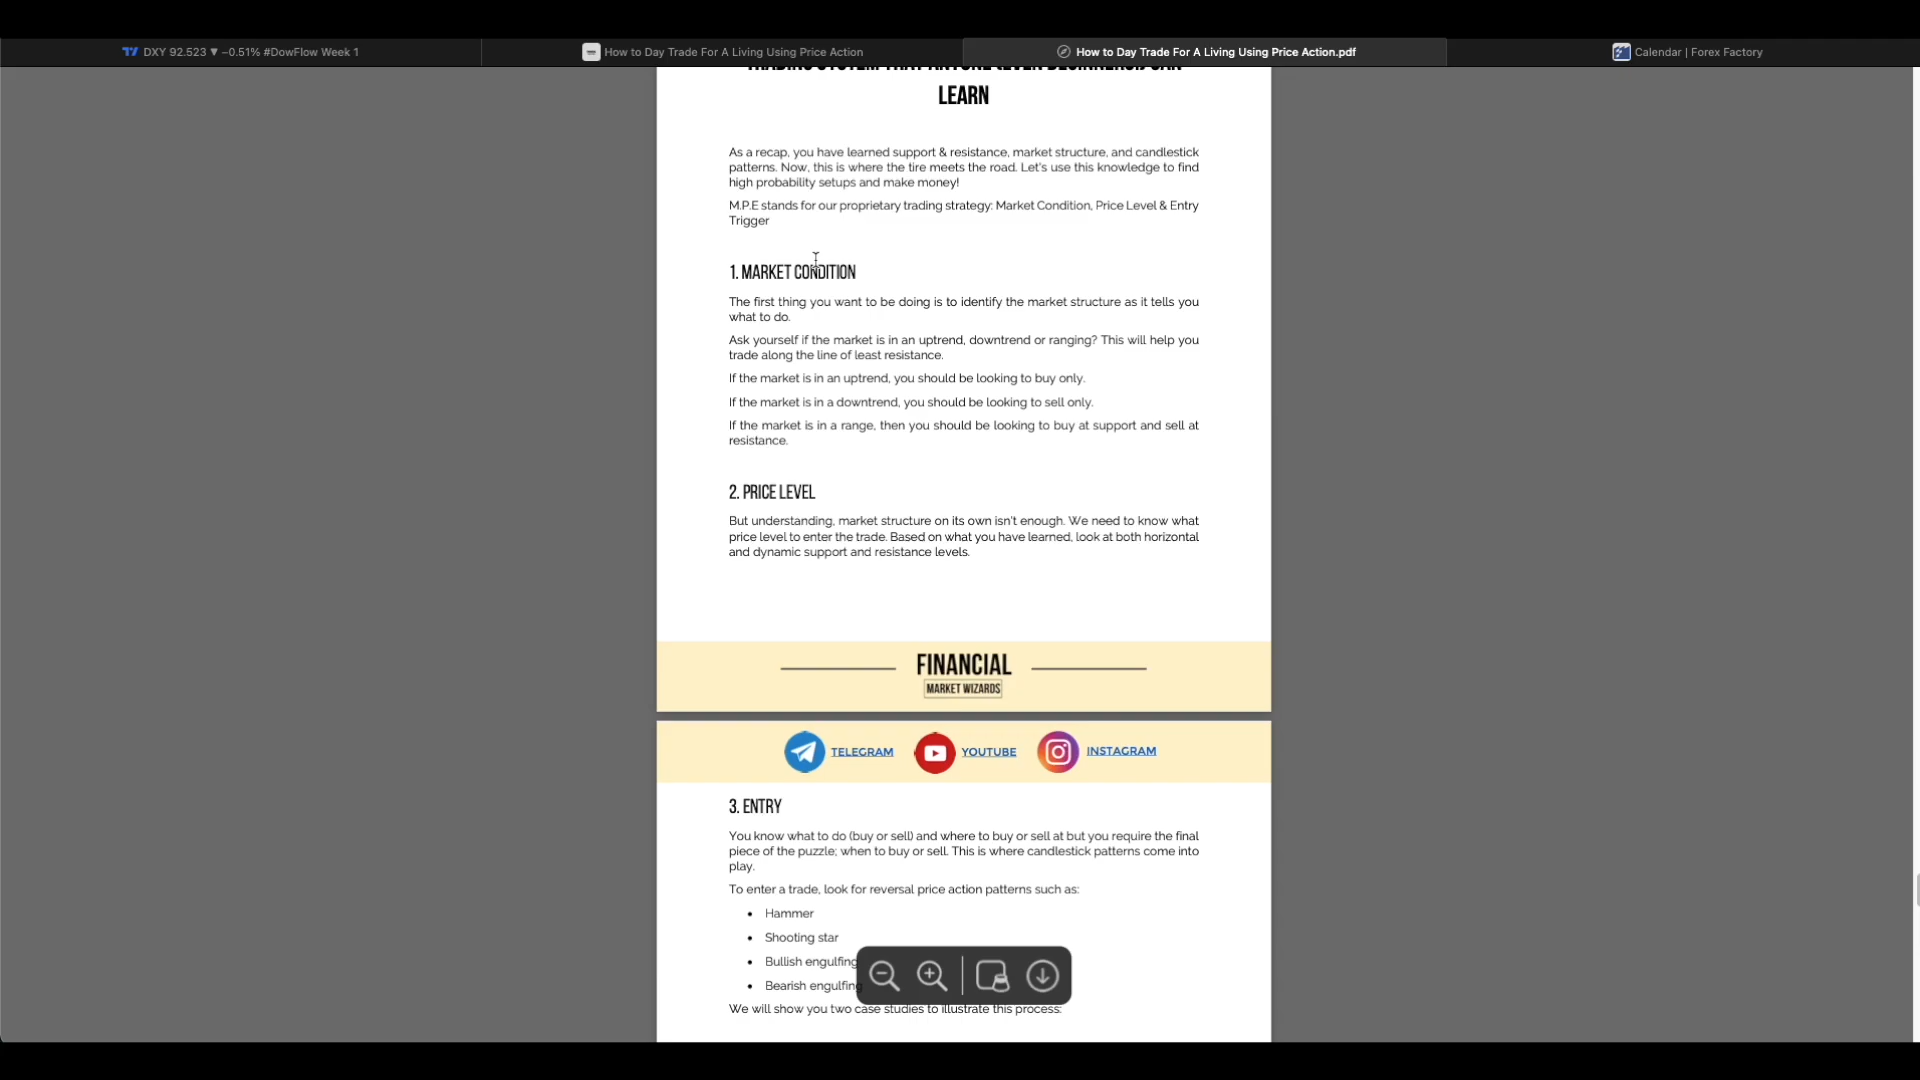 DXY 92.523 ▼ −0.51% #DowFlow Week 1
How to Day Trade For A Living Using Price Action
How to Day Trade For A Living Using Price Action.pdf
Calendar | Forex Factory
TRADING SYSTEM THAT ANYONE (EVEN BEGINNERS) CAN
LEARN
As a recap, you have learned support & resistance, market structure, and candlestick
patterns. Now, this is where the tire meets the road. Let's use this knowledge to find
high probability setups and make money!
M.P.E stands for our proprietary trading strategy: Market Condition, Price Level & Entry
Trigger
1. MARKET CONDITION
The first thing you want to be doing is to identify the market structure as it tells you
what to do.
Ask yourself if the market is in an uptrend, downtrend or ranging? This will help you
trade along the line of least resistance.
If the market is in an uptrend, you should be looking to buy only.
If the market is in a downtrend, you should be looking to sell only.
If the market is in a range, then you should be looking to buy at support and sell at
resistance.
2. PRICE LEVEL
But understanding, market structure on its own isn't enough. We need to know what
price level to enter the trade. Based on what you have learned, look at both horizontal
and dynamic support and resistance levels.
FINANCIAL
MARKET WIZARDS
TELEGRAM YOUTUBE INSTAGRAM
3. ENTRY
You know what to do (buy or sell) and where to buy or sell at but you require the final
piece of the puzzle; when to buy or sell. This is where candlestick patterns come into
play.
To enter a trade, look for reversal price action patterns such as:
• Hammer
• Shooting star
• Bullish engulfing
• Bearish engulfing
We will show you two case studies to illustrate this process: